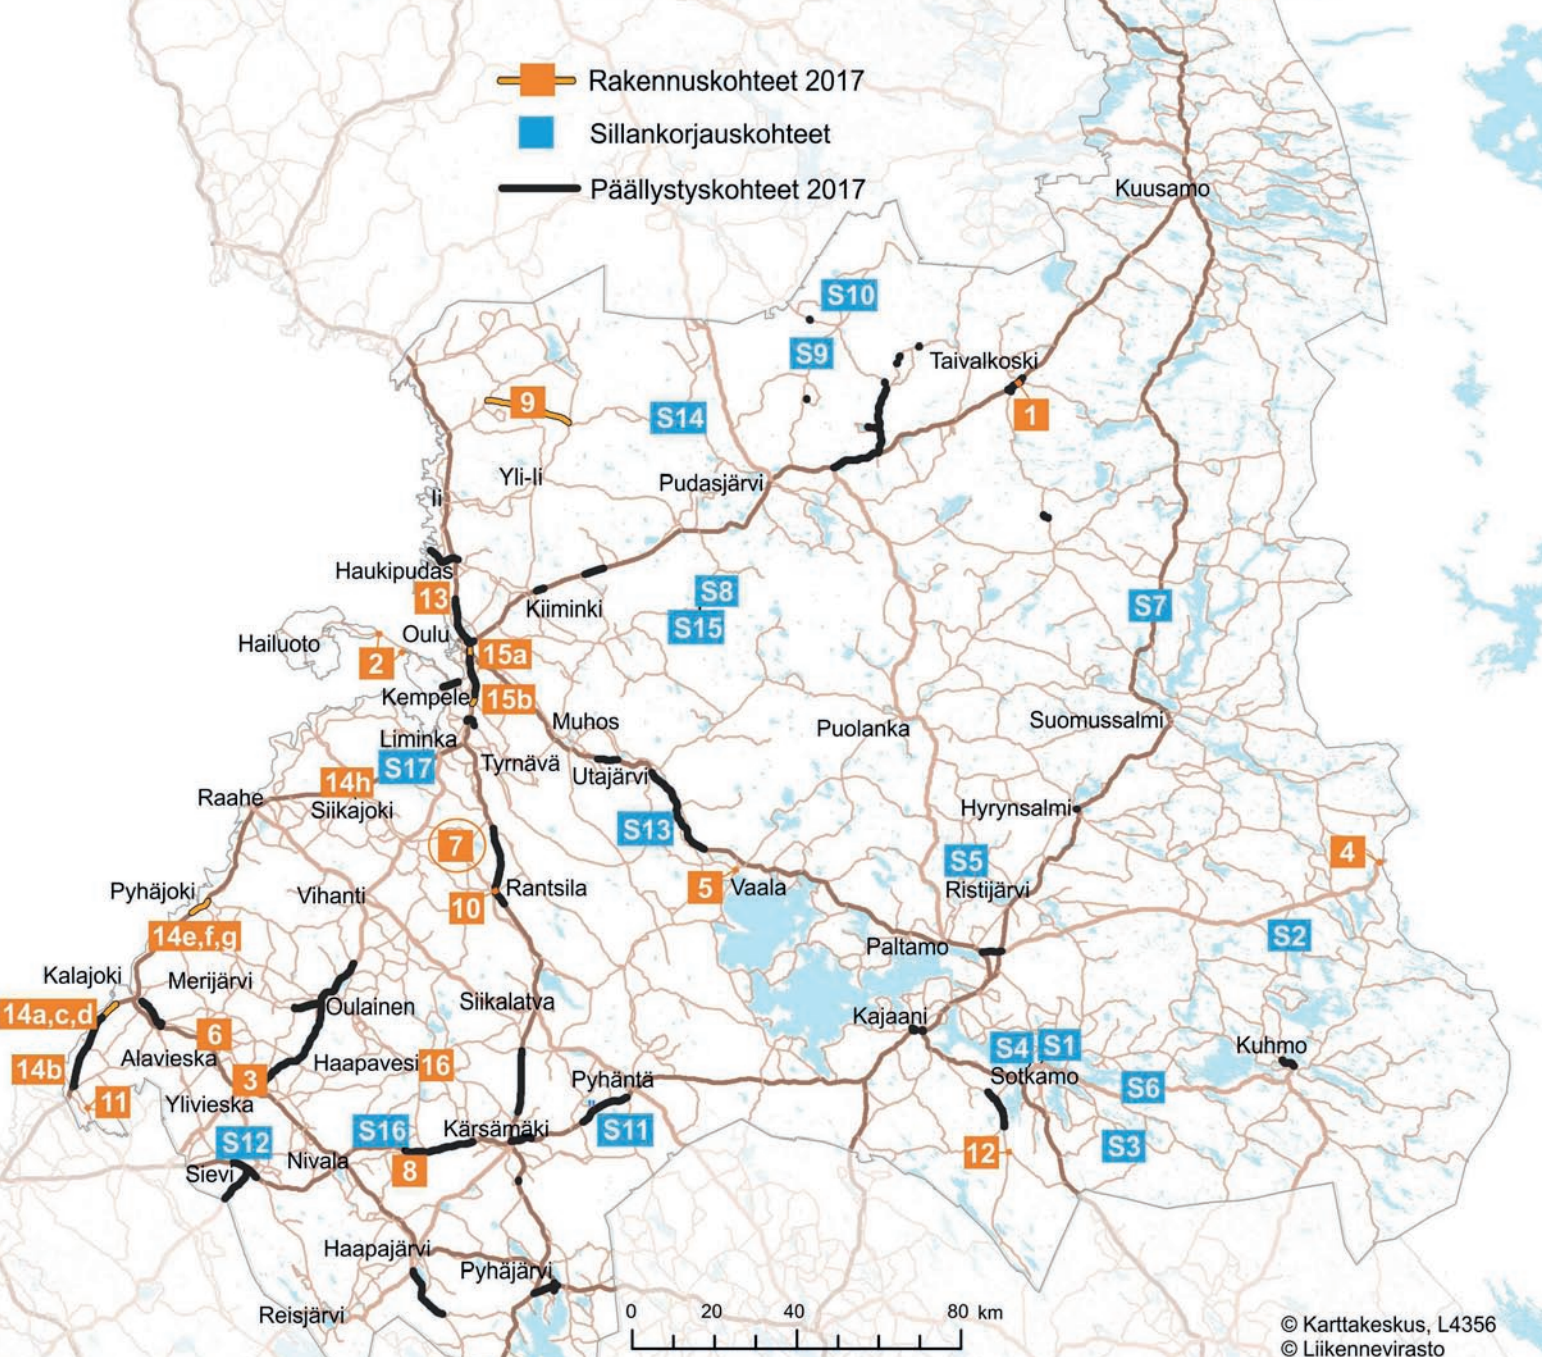 Rakennuskohteet 2017
Sillankorjauskohteet
Päällystyskohteet 2017
Kuusamo
S10
S9
Taivalkoski
9
S14
1
Yli-Ii
Pudasjärvi
Ii
Haukipudas
S8
13
Kiiminki
S7
S15
Oulu
Hailuoto
15a
2
Kempele
15b
Muhos
Puolanka
Suomussalmi
Liminka
S17
Tyrnävä
Utajärvi
14h
Raahe
Siikajoki
Hyrynsalmi
S13
7
4
S5
Pyhäjoki
Vihanti
Rantsila
5
Vaala
Ristijärvi
10
14e,f,g
S2
Paltamo
Kalajoki
Merijärvi
Oulainen
Siikalatva
14a,c,d
Kajaani
6
S4
S1
Kuhmo
Alavieska
Haapavesi
16
14b
3
Pyhäntä
Sotkamo
S6
11
Ylivieska
S16
Kärsämäki
S11
S12
S3
12
Sievi
Nivala
8
Haapajärvi
Pyhäjärvi
Reisjärvi
0 20 40 80 km
© Karttakeskus, L4356
© Liikennevirasto